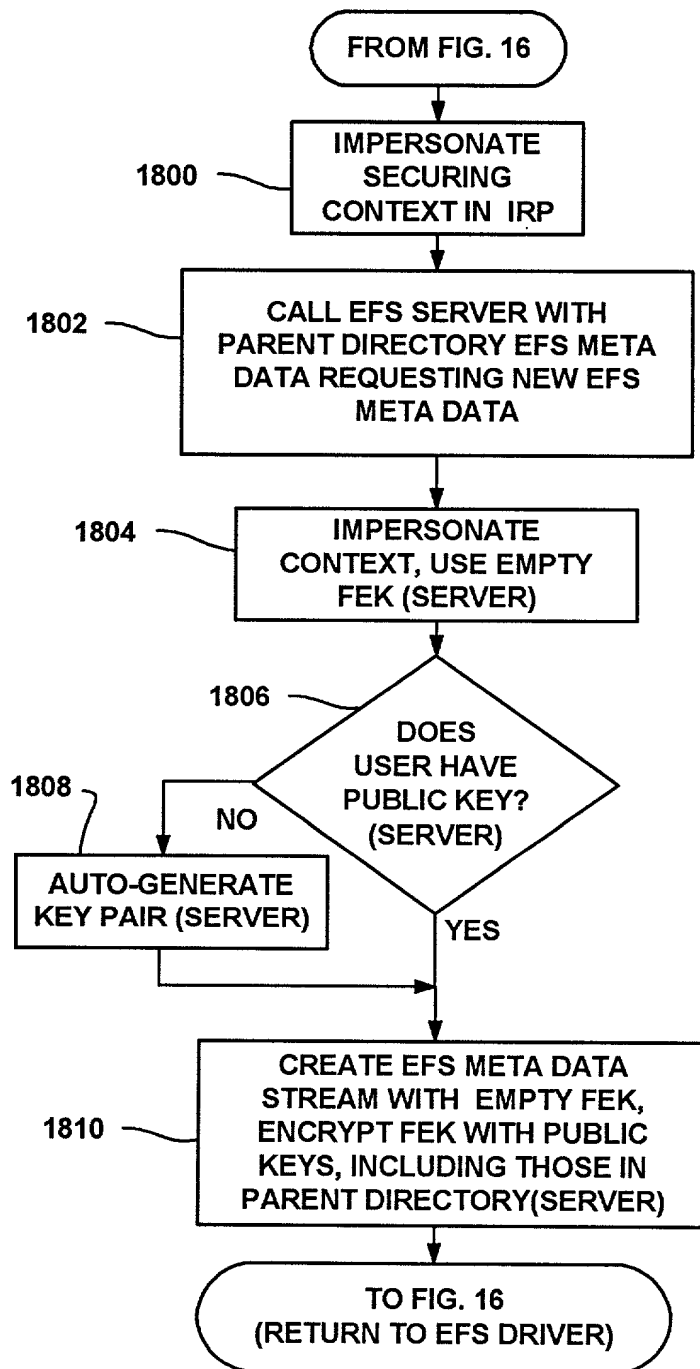 FROM FIG. 16
1800
IMPERSONATE
SECURING
CONTEXT IN IRP
1802
CALL EFS SERVER WITH
PARENT DIRECTORY EFS META
DATA REQUESTING NEW EFS
META DATA
1804
IMPERSONATE
CONTEXT, USE EMPTY
FEK (SERVER)
1806
DOES
USER HAVE
PUBLIC KEY?
(SERVER)
1808
NO
AUTO-GENERATE
KEY PAIR (SERVER)
YES
1810
CREATE EFS META DATA
STREAM WITH EMPTY FEK,
ENCRYPT FEK WITH PUBLIC
KEYS, INCLUDING THOSE IN
PARENT DIRECTORY(SERVER)
TO FIG. 16
(RETURN TO EFS DRIVER)